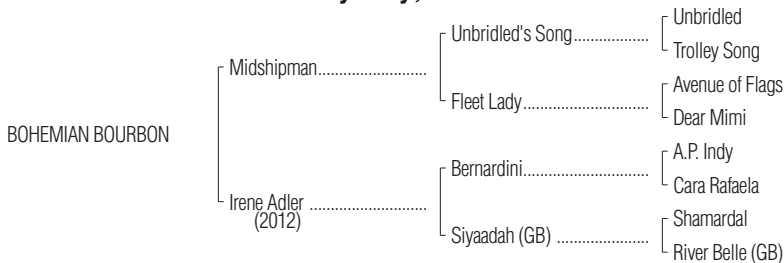 Unbridled
Unbridled's Song
Trolley Song
Midshipman
Avenue of Flags
Fleet Lady
Dear Mimi
BOHEMIAN BOURBON
A.P. Indy
Bernardini
Cara Rafaela
Irene Adler
(2012)
Shamardal
Siyaadah (GB)
River Belle (GB)